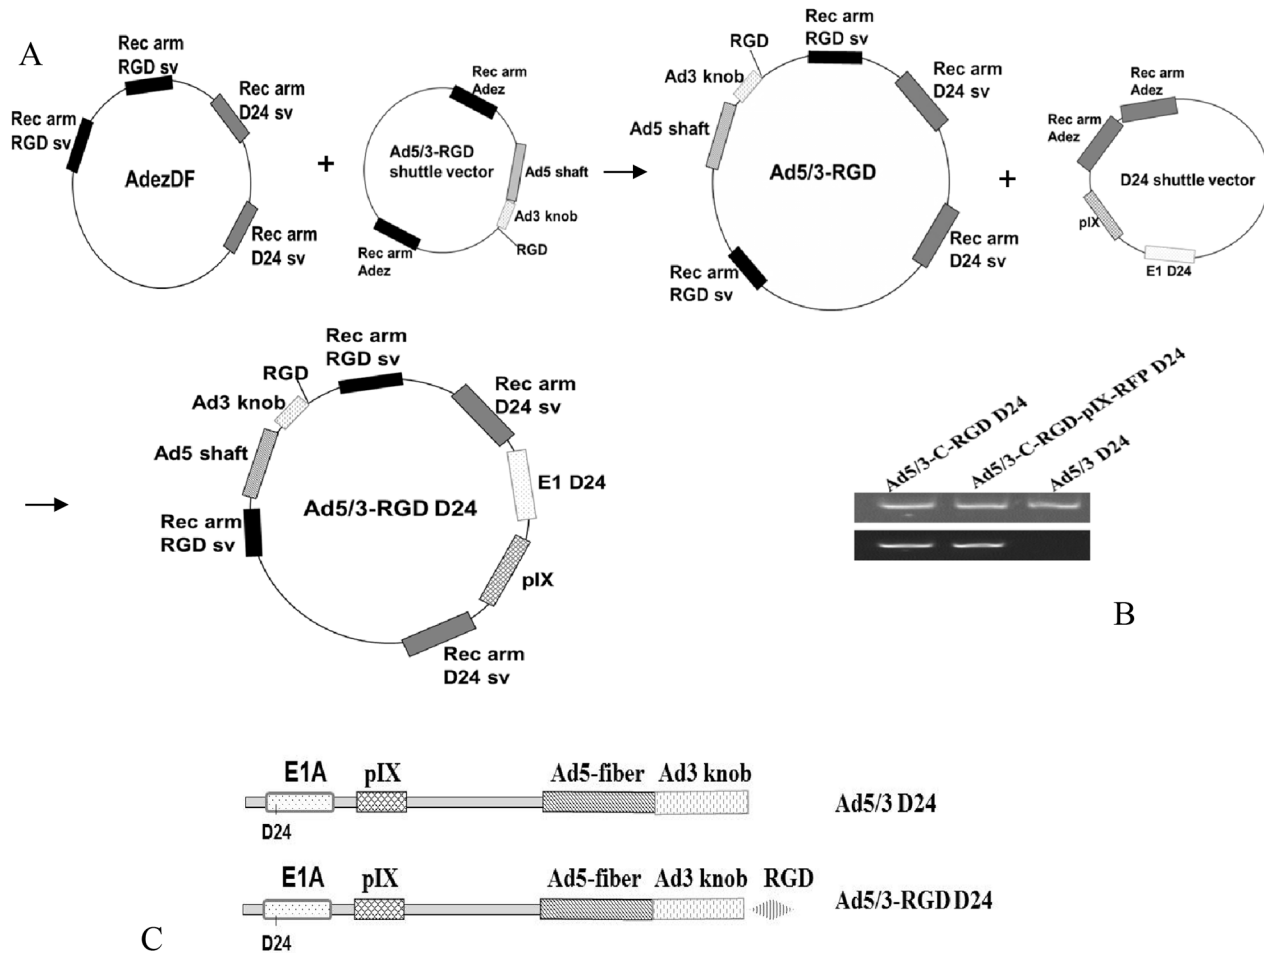 A
Rec arm
RGD sv
Rec arm
RGD sv
Rec arm
D24 sv
AdezDF
Rec arm
D24 sv
+
Rec arm
Adez
Ad5/3-RGD
shuttle vector
Ad5 shaft
Ad3 knob
RGD
Rec arm
Adez
RGD
Rec arm
RGD sv
Ad3 knob
Ad5 shaft
Rec arm
D24 sv
Ad5/3-RGD
Rec arm
D24 sv
Rec arm
RGD sv
+
Rec arm
Adez
Rec arm
Adez
D24 shuttle vector
pIX
E1 D24
Rec arm
RGD sv
RGD
Ad3 knob
Rec arm
D24 sv
Ad5 shaft
E1 D24
Ad5/3-RGD D24
Rec arm
RGD sv
pIX
Rec arm
D24 sv
Ad5/3-C-RGD D24
Ad5/3-C-RGD-pIX-RFP D24
Ad5/3 D24
B
E1A
pIX
Ad5-fiber
Ad3 knob
Ad5/3 D24
D24
E1A
pIX
Ad5-fiber
Ad3 knob
RGD
Ad5/3-RGD D24
D24
C